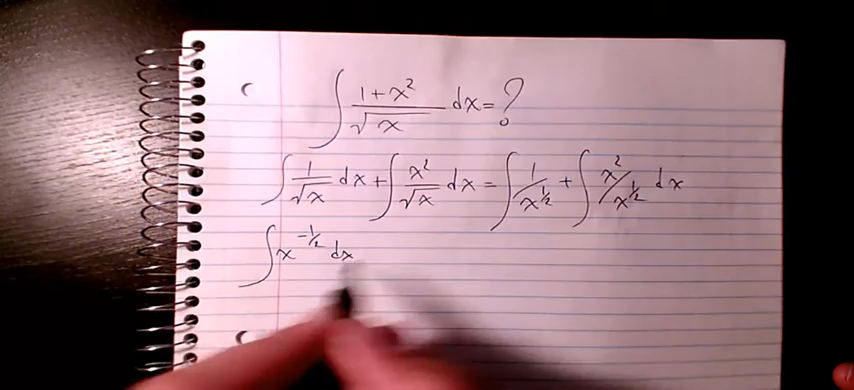 ∫ (1+x²)/√x dx = ?
∫ 1/√x dx + ∫ x²/√x dx = ∫ 1/x^½ + ∫ x²/x^½ dx
∫ x^-½ dx